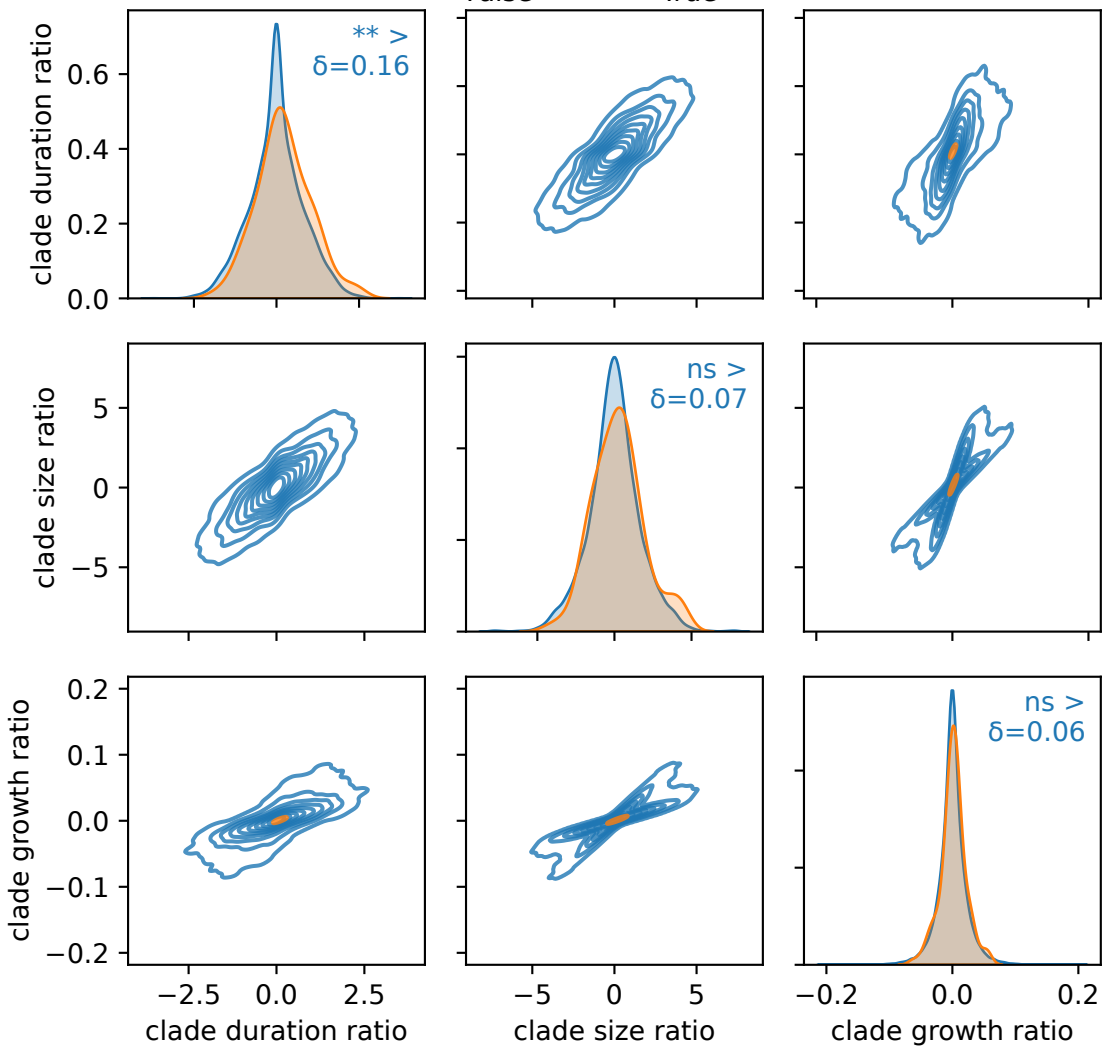 clade duration ratio
0.6
0.4
0.2
0.0
** >
δ=0.16
clade size ratio
5
0
−5
ns >
δ=0.07
clade growth ratio
0.2
0.1
0.0
−0.1
−0.2
ns >
δ=0.06
−2.5 0.0 2.5
−5 0 5
−0.2 0.0 0.2
clade duration ratio
clade size ratio
clade growth ratio